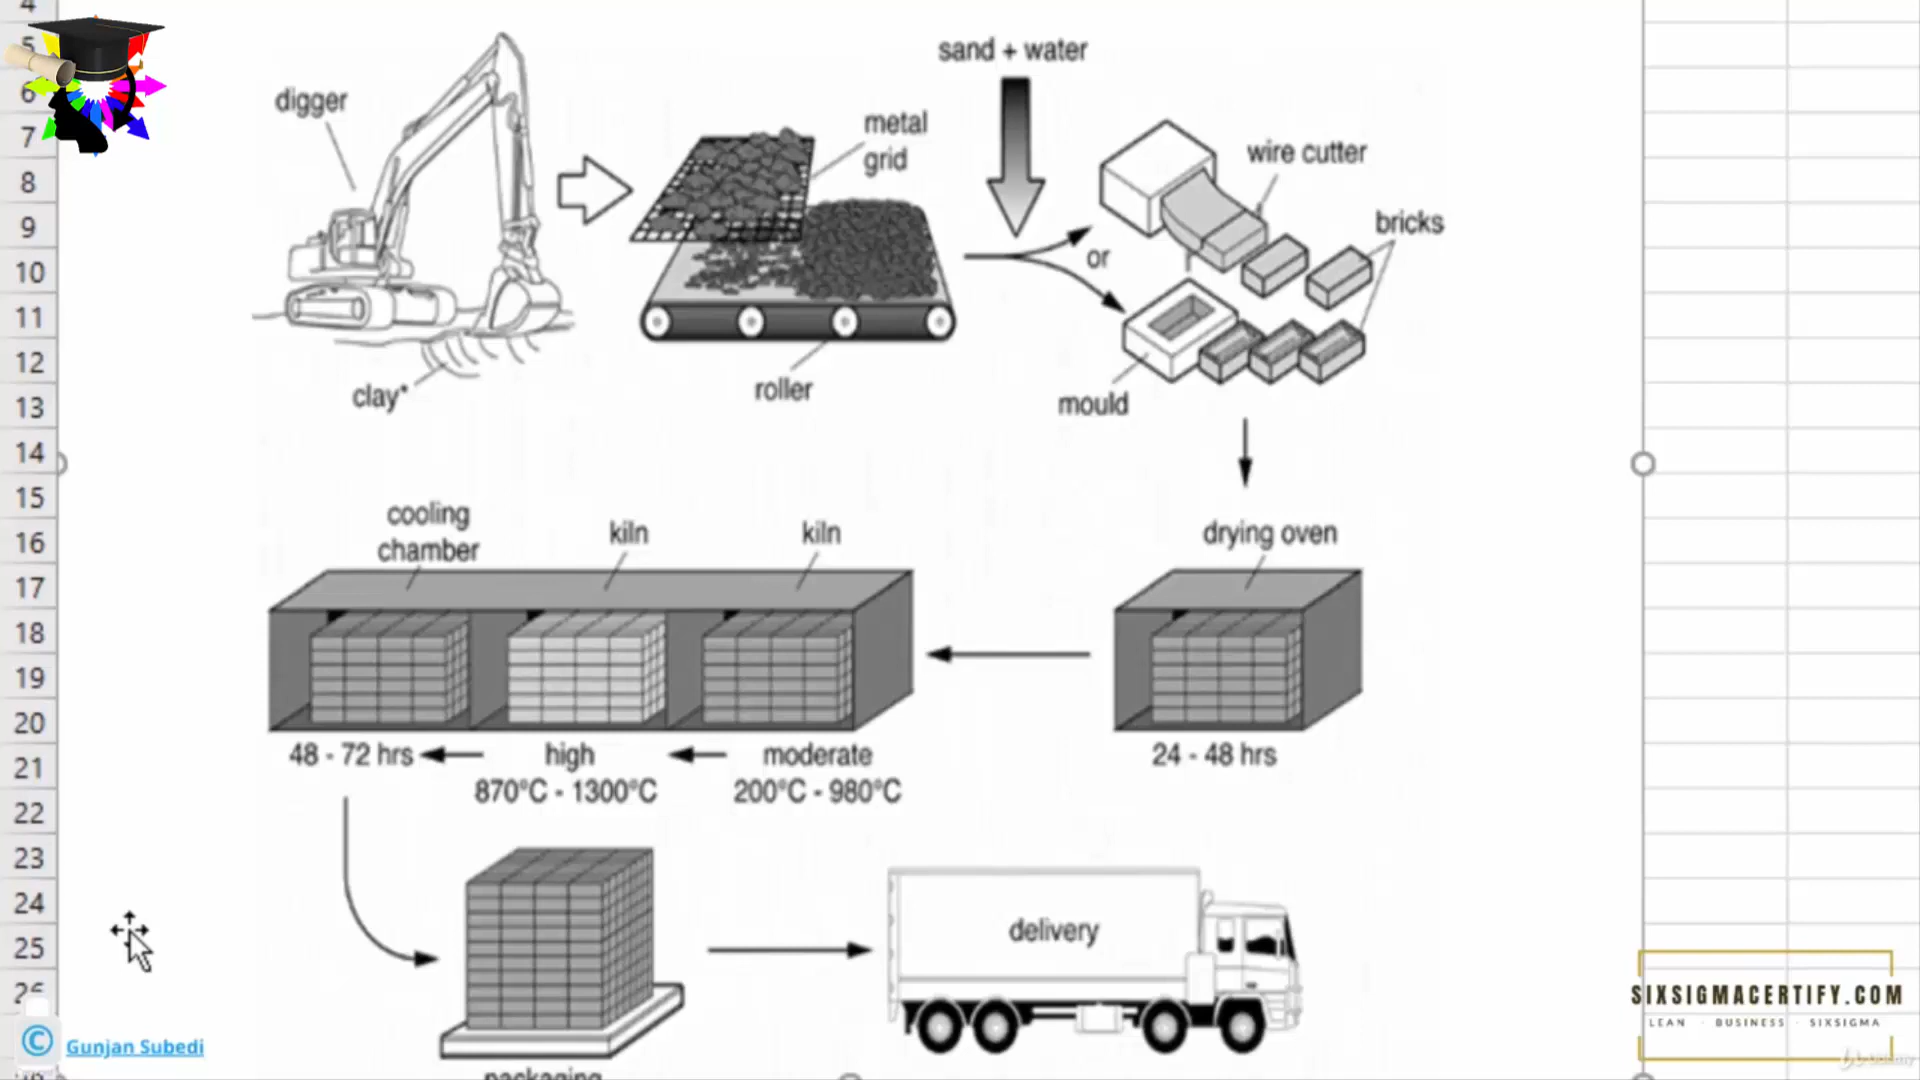 4
5
6
7
8
9
10
11
12
13
14
15
16
17
18
19
20
21
22
23
24
25
26
digger
clay*
metal
grid
roller
sand + water
or
wire cutter
bricks
mould
drying oven
24 - 48 hrs
kiln
kiln
cooling
chamber
moderate
200°C - 980°C
high
870°C - 1300°C
48 - 72 hrs
packaging
delivery
© Gunjan Subedi
SIXSIGMACERTIFY.COM
LEAN · BUSINESS · SIXSIGMA